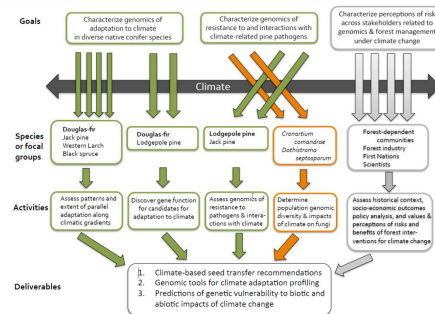 Goals
Characterize genomics of
adaptation to climate
in diverse native conifer species
Characterize genomics of
resistance to and interactions with
climate-related pine pathogens
Characterize perceptions of risk
across stakeholders related to
genomics & forest management
under climate change
Climate
Species
or focal
groups
Douglas-fir
Jack pine
Western Larch
Black spruce
Douglas-fir
Lodgepole pine
Lodgepole pine
Jack pine
Cronartium
comandrae
Dothistroma
septosporum
Forest-dependent
communities
Forest industry
First Nations
Scientists
Activities
Assess patterns and
extent of parallel
adaptation along
climatic gradients
Discover gene function
for candidates for
adaptation to climate
Assess genomics of
resistance to
pathogens & interac-
tions with climate
Determine
population genomic
diversity & impacts
of climate on fungi
Assess historical context,
socio-economic outcomes
policy analysis, and values &
perceptions of risks and
benefits of forest inter-
ventions for climate change
Deliverables
1. Climate-based seed transfer recommendations
2. Genomic tools for climate adaptation profiling
3. Predictions of genetic vulnerability to biotic and
abiotic impacts of climate change